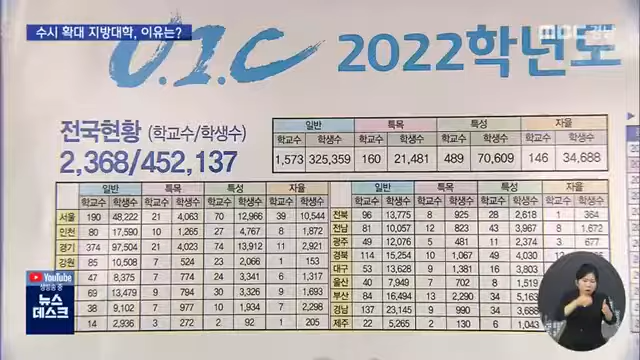 수시 확대 지방대학, 이유는?
MBC경남
U.I.C 2022학년도
전국현황 (학교수/학생수)
2,368/452,137
일반 특목 특성 자율
학교수 학생수 학교수 학생수 학교수 학생수 학교수 학생수
1,573 325,359 160 21,481 489 70,609 146 34,688
일반 특목 특성 자율
학교수 학생수 학교수 학생수 학교수 학생수 학교수 학생수
서울 190 48,222 21 4,063 70 12,966 39 10,544
인천 80 17,590 10 1,265 27 4,767 8 1,872
경기 374 97,504 21 4,023 74 13,912 11 2,921
강원 85 10,508 7 524 23 2,066 1 153
47 8,375 7 774 24 3,341 6 1,317
69 13,479 9 794 30 3,326 9 1,693
38 9,102 7 977 10 1,934 7 2,298
14 2,936 3 272 2 92 1 205
일반 특목 특성 자율
학교수 학생수 학교수 학생수 학교수 학생수 학교수 학생수
전북 96 13,775 8 925 28 2,618 1 364
전남 81 10,057 12 823 43 3,967 8 1,672
광주 49 12,076 5 481 11 2,374 3 677
경북 114 15,254 10 1,067 49 4,030
대구 53 13,628 9 1,381 16 3,803
울산 40 7,949 7 702 8 1,519
부산 84 16,494 13 2,290 34 5,163
경남 137 23,145 9 990 34 3,688
제주 22 5,265 2 130 6 1,043
YouTube
생방송 중
뉴스
데스크